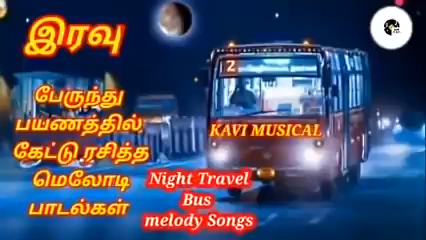 இரவு
பேருந்து
பயணத்தில்
கேட்டு ரசித்த
மெலோடி
பாடல்கள்
2
KAVI MUSICAL
Night Travel
Bus
melody Songs